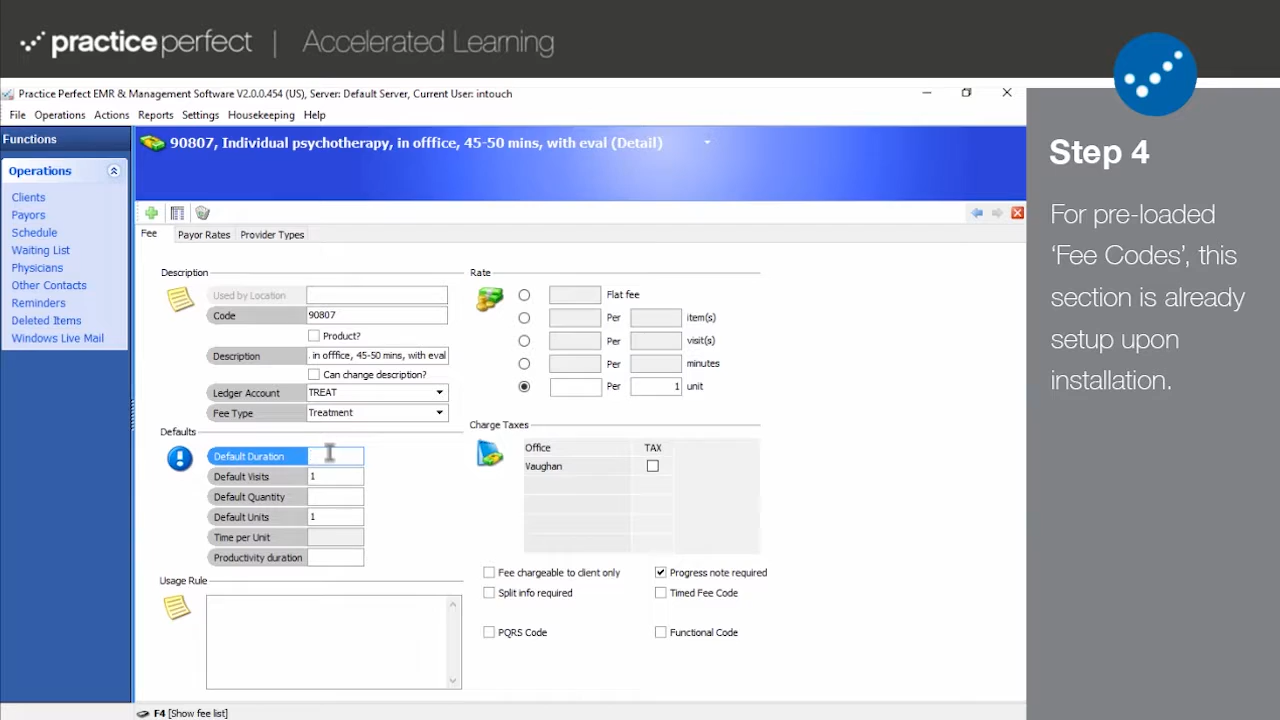 practiceperfect | Accelerated Learning
Practice Perfect EMR & Management Software V2.0.0.454 (US), Server: Default Server, Current User: intouch
File Operations Actions Reports Settings Housekeeping Help
Functions
Operations
Clients
Payors
Schedule
Waiting List
Physicians
Other Contacts
Reminders
Deleted Items
Windows Live Mail
90807, Individual psychotherapy, in offfice, 45-50 mins, with eval (Detail)
Fee Payor Rates Provider Types
Description
Used by Location
Code 90807
Product?
Description . in offfice, 45-50 mins, with eval
Can change description?
Ledger Account TREAT
Fee Type Treatment
Defaults
Default Duration
Default Visits 1
Default Quantity
Default Units 1
Time per Unit
Productivity duration
Usage Rule
Rate
Flat fee
Per item(s)
Per visit(s)
Per minutes
Per 1 unit
Charge Taxes
Office TAX
Vaughan
Fee chargeable to client only Progress note required
Split info required Timed Fee Code
PQRS Code Functional Code
F4 [Show fee list]
Step 4
For pre-loaded
‘Fee Codes’, this
section is already
setup upon
installation.